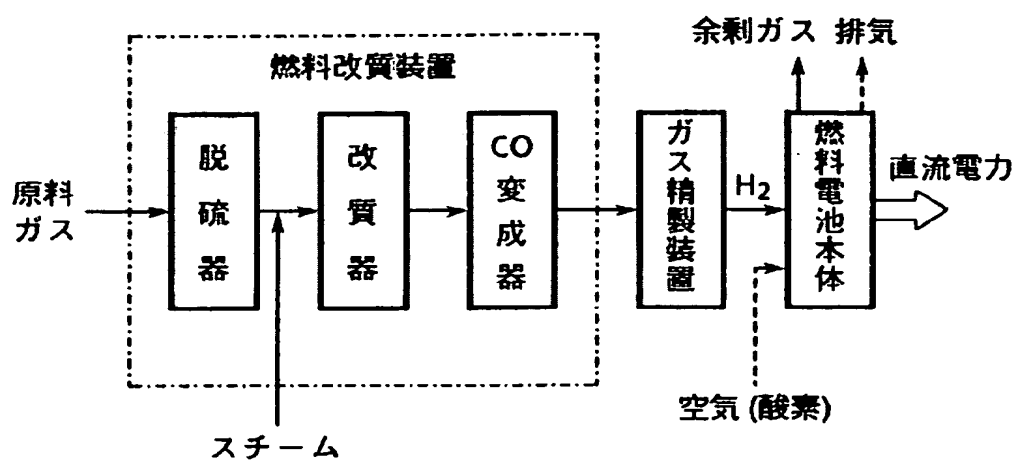 余剰ガス 排気
燃料改質装置
原料
ガス
脱硫器
改質器
CO変成器
ガス精製装置
H2
燃料電池本体
直流電力
空気(酸素)
スチーム